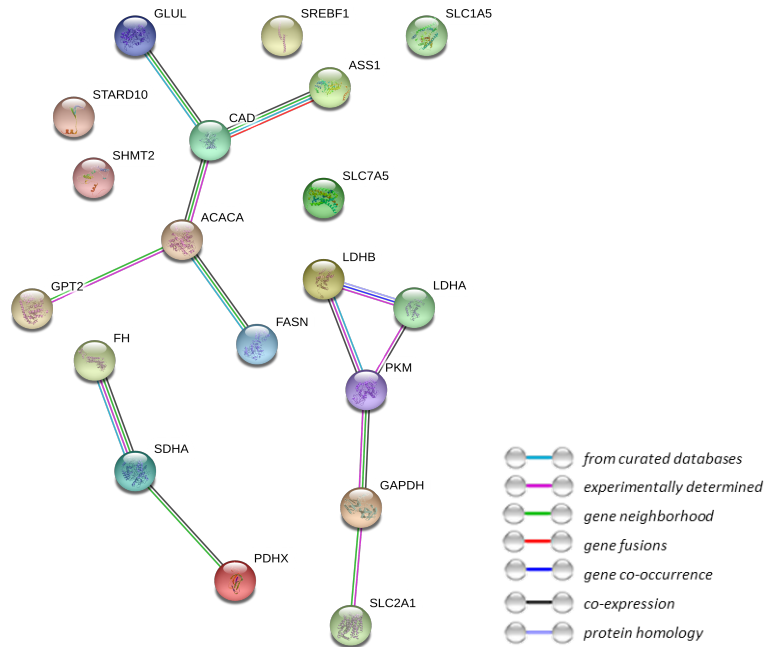 GLUL
SREBF1
SLC1A5
ASS1
STARD10
CAD
SHMT2
SLC7A5
ACACA
LDHB
LDHA
GPT2
FASN
FH
PKM
SDHA
GAPDH
PDHX
SLC2A1
from curated databases
experimentally determined
gene neighborhood
gene fusions
gene co-occurrence
co-expression
protein homology